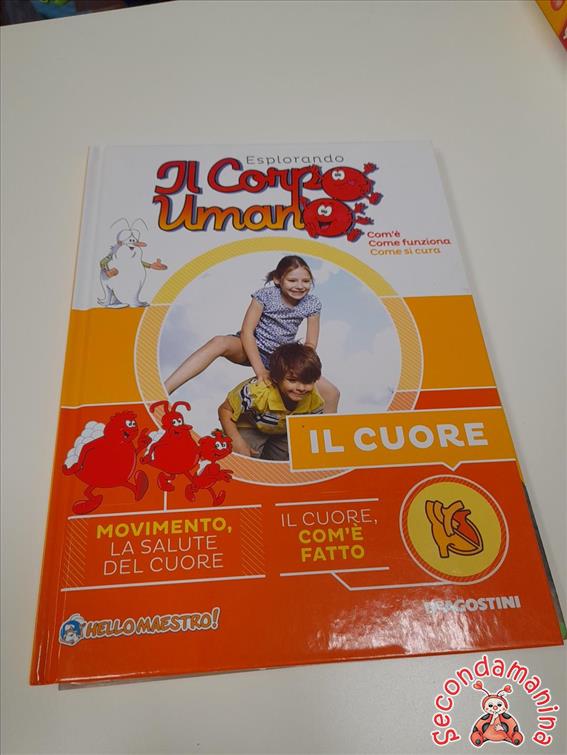 Esplorando
Il Corpo
Umano
Com'è
Come funziona
Come si cura
IL CUORE
MOVIMENTO,
LA SALUTE
DEL CUORE
IL CUORE,
COM'È
FATTO
HELLO MAESTRO!
DEAGOSTINI
Secondamanina